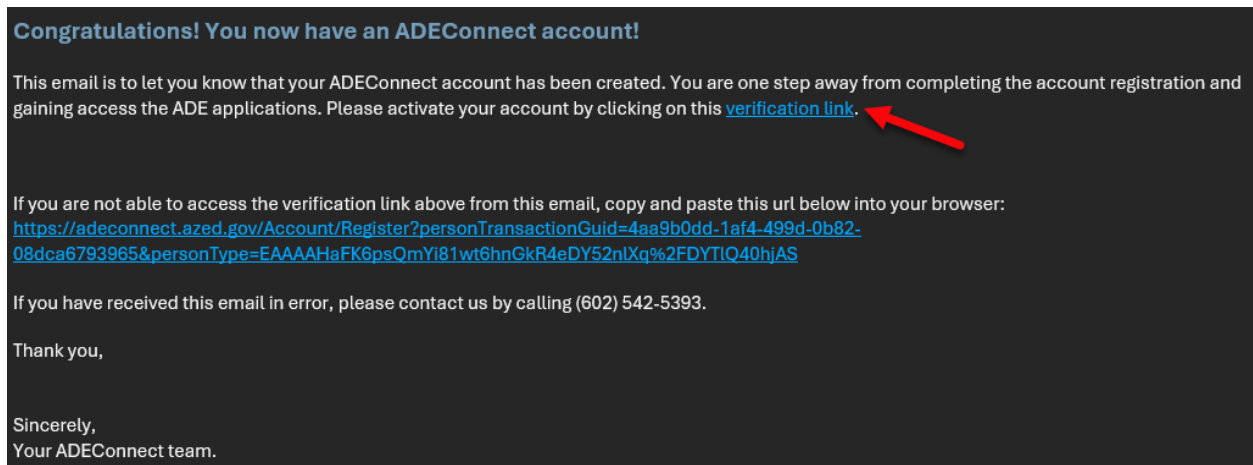 Congratulations! You now have an ADEConnect account!
This email is to let you know that your ADEConnect account has been created. You are one step away from completing the account registration and
gaining access the ADE applications. Please activate your account by clicking on this verification link.
If you are not able to access the verification link above from this email, copy and paste this url below into your browser:
https://adeconnect.azed.gov/Account/Register?personTransactionGuid=4aa9b0dd-1af4-499d-0b82-
08dca6793965&personType=EAAAAHaFK6psQmYi81wt6hnGkR4eDY52nlXq%2FDYTlQ40hjAS
If you have received this email in error, please contact us by calling (602) 542-5393.
Thank you,
Sincerely,
Your ADEConnect team.